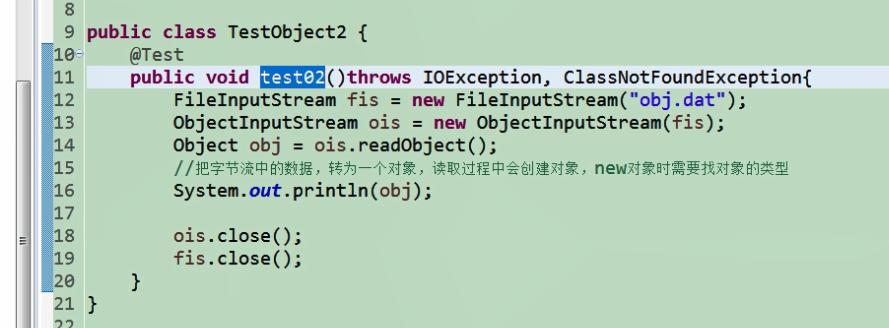 8
9 public class TestObject2 {
10 @Test
11 public void test02()throws IOException, ClassNotFoundException{
12 FileInputStream fis = new FileInputStream("obj.dat");
13 ObjectInputStream ois = new ObjectInputStream(fis);
14 Object obj = ois.readObject();
15 //把字节流中的数据，转为一个对象，读取过程中会创建对象，new对象时需要找对象的类型
16 System.out.println(obj);
17
18 ois.close();
19 fis.close();
20 }
21 }
22